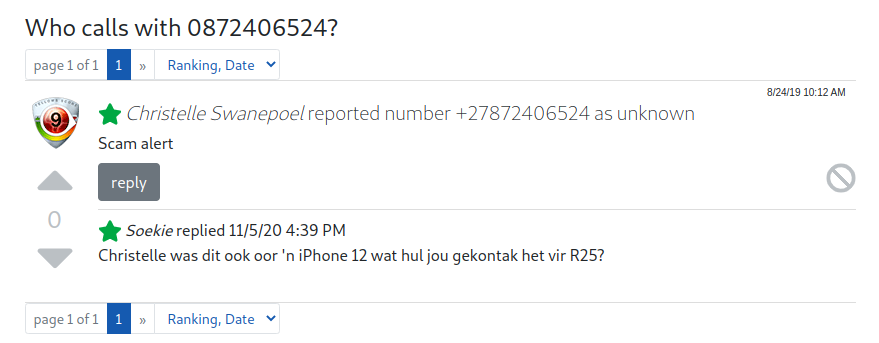 Who calls with 0872406524?
page 1 of 1 1 » Ranking, Date
8/24/19 10:12 AM
9
Christelle Swanepoel reported number +27872406524 as unknown
Scam alert
reply
0
Soekie replied 11/5/20 4:39 PM
Christelle was dit ook oor 'n iPhone 12 wat hul jou gekontak het vir R25?
page 1 of 1 1 » Ranking, Date